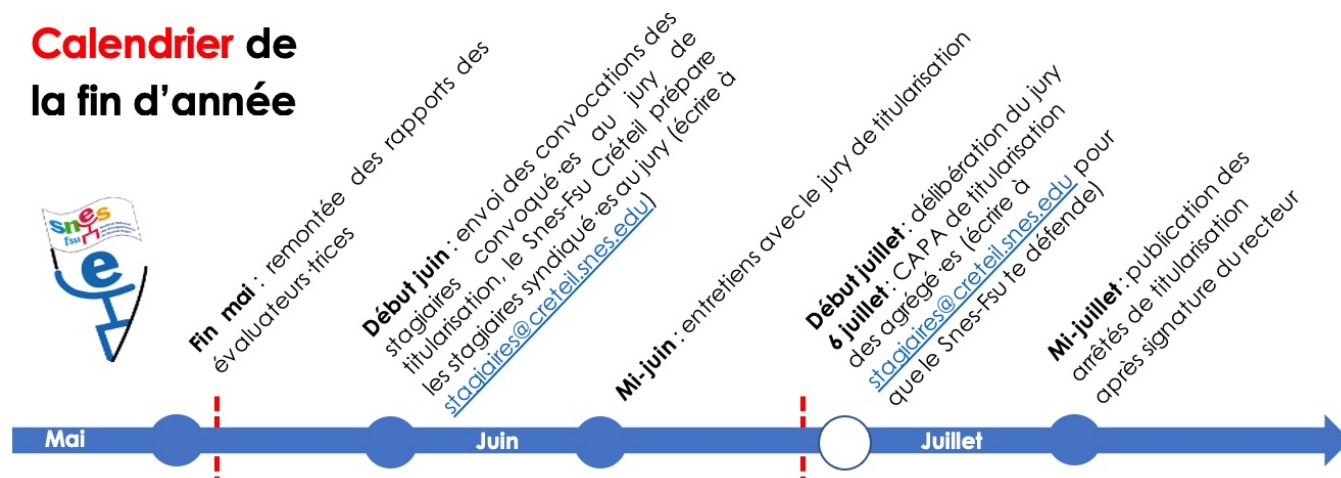 Calendrier de
la fin d'année
snes
fsu
e
Fin mai : remontée des rapports des
évaluateurs·trices
Début juin : envoi des convocations des
stagiaires convoqué·es au jury de
titularisation, le Snes-Fsu Créteil prépare
les stagiaires syndiqué·es au jury (écrire à
stagiaires@creteil.snes.edu)
Mi-juin : entretiens avec le jury de titularisation
Début juillet : délibération du jury
6 juillet : CAPA de titularisation
des agrégé·es (écrire à
stagiaires@creteil.snes.edu pour
que le Snes-Fsu te défende)
Mi-juillet : publication des
arrêtés de titularisation
après signature du recteur
Mai
Juin
Juillet